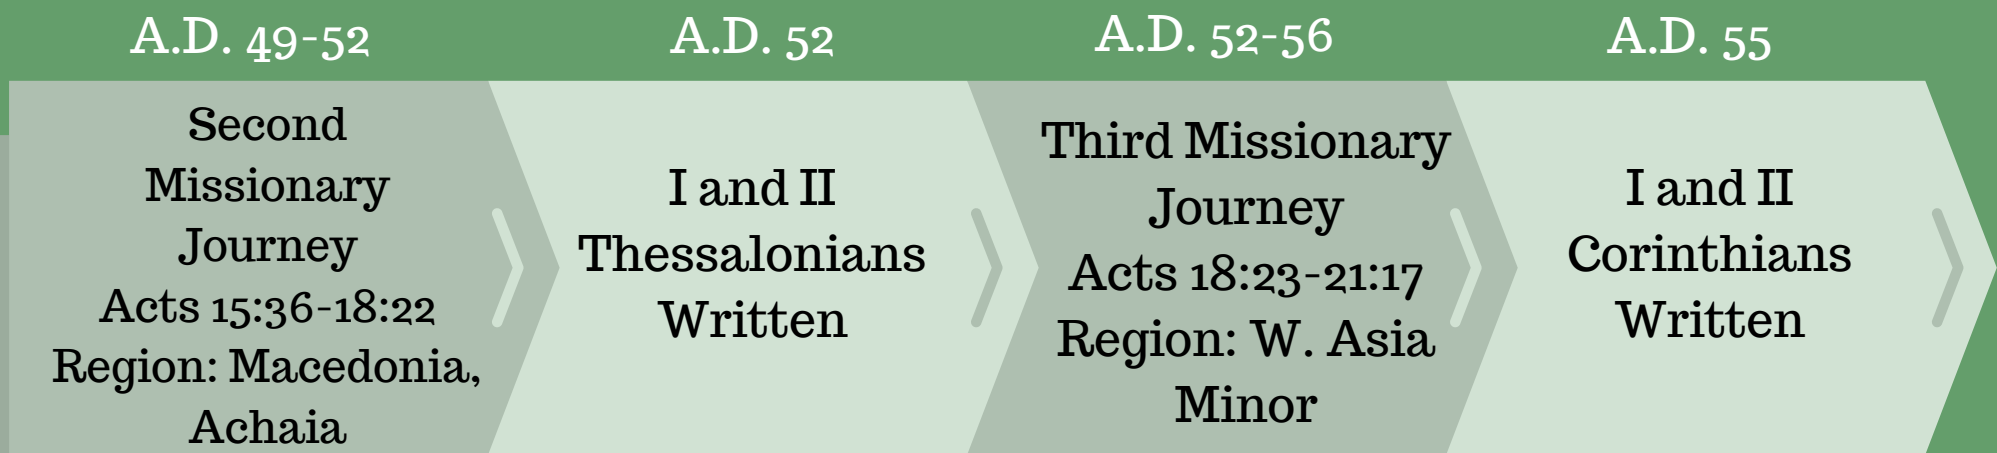 A.D. 49-52
Second
Missionary
Journey
Acts 15:36-18:22
Region: Macedonia,
Achaia
A.D. 52
I and II
Thessalonians
Written
A.D. 52-56
Third Missionary
Journey
Acts 18:23-21:17
Region: W. Asia
Minor
A.D. 55
I and II
Corinthians
Written